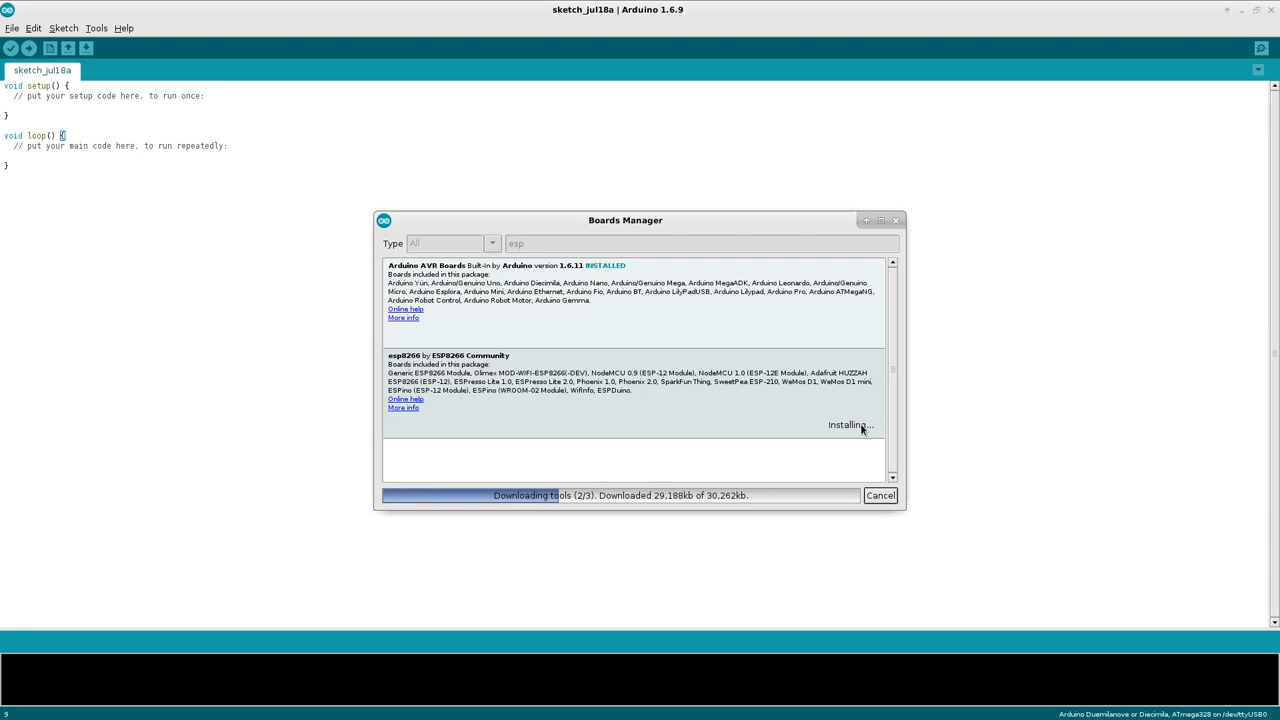 sketch_jul18a | Arduino 1.6.9
File Edit Sketch Tools Help
sketch_jul18a
void setup() {
  // put your setup code here, to run once:
}
void loop() {
  // put your main code here, to run repeatedly:
}
Boards Manager
Type All esp
Arduino AVR Boards Built-In by Arduino version 1.6.11 INSTALLED
Boards included in this package:
Arduino Yún, Arduino/Genuino Uno, Arduino Diecimila, Arduino Nano, Arduino/Genuino Mega, Arduino MegaADK, Arduino Leonardo, Arduino/Genuino
Micro, Arduino Esplora, Arduino Mini, Arduino Ethernet, Arduino Fio, Arduino BT, Arduino LilyPadUSB, Arduino Lilypad, Arduino Pro, Arduino ATMegaNG,
Arduino Robot Control, Arduino Robot Motor, Arduino Gemma.
Online help
More info
esp8266 by ESP8266 Community
Boards included in this package:
Generic ESP8266 Module, Olimex MOD-WIFI-ESP8266(-DEV), NodeMCU 0.9 (ESP-12 Module), NodeMCU 1.0 (ESP-12E Module), Adafruit HUZZAH
ESP8266 (ESP-12), ESPresso Lite 1.0, ESPresso Lite 2.0, Phoenix 1.0, Phoenix 2.0, SparkFun Thing, SweetPea ESP-210, WeMos D1, WeMos D1 mini,
ESPino (ESP-12 Module), ESPino (WROOM-02 Module), WifInfo, ESPDuino.
Online help
More info
Installing...
Downloading tools (2/3). Downloaded 29,188kb of 30,262kb.
Cancel
9
Arduino Duemilanove or Diecimila, ATmega328 on /dev/ttyUSB0